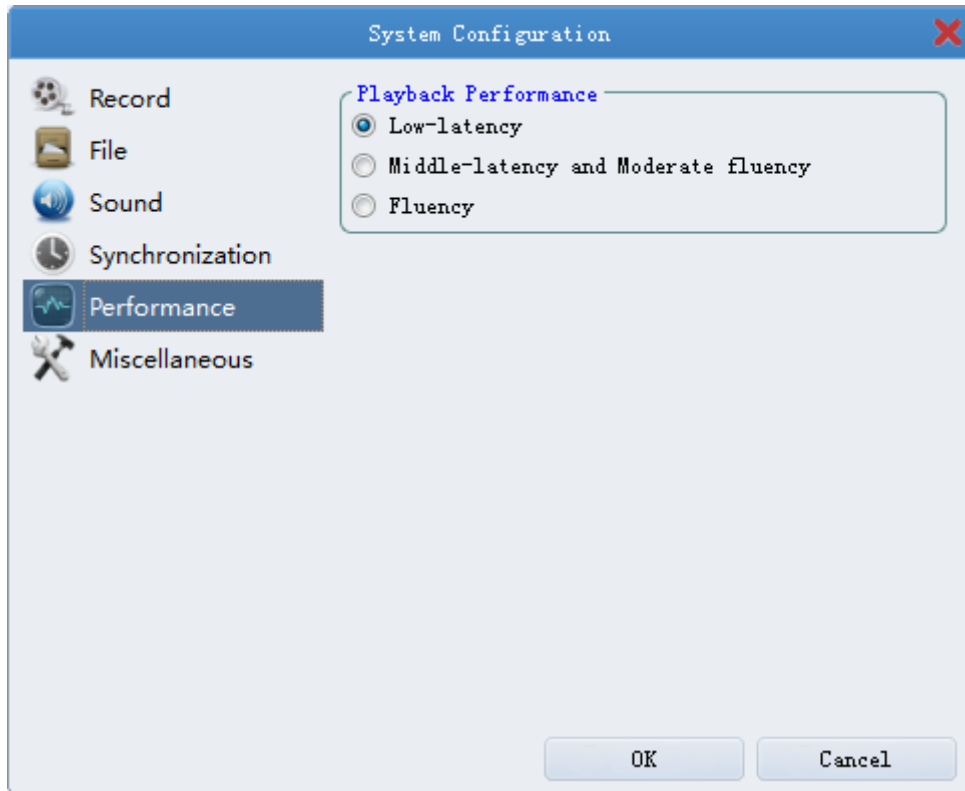 System Configuration
Record
File
Sound
Synchronization
Performance
Miscellaneous
Playback Performance
Low-latency
Middle-latency and Moderate fluency
Fluency
OK
Cancel